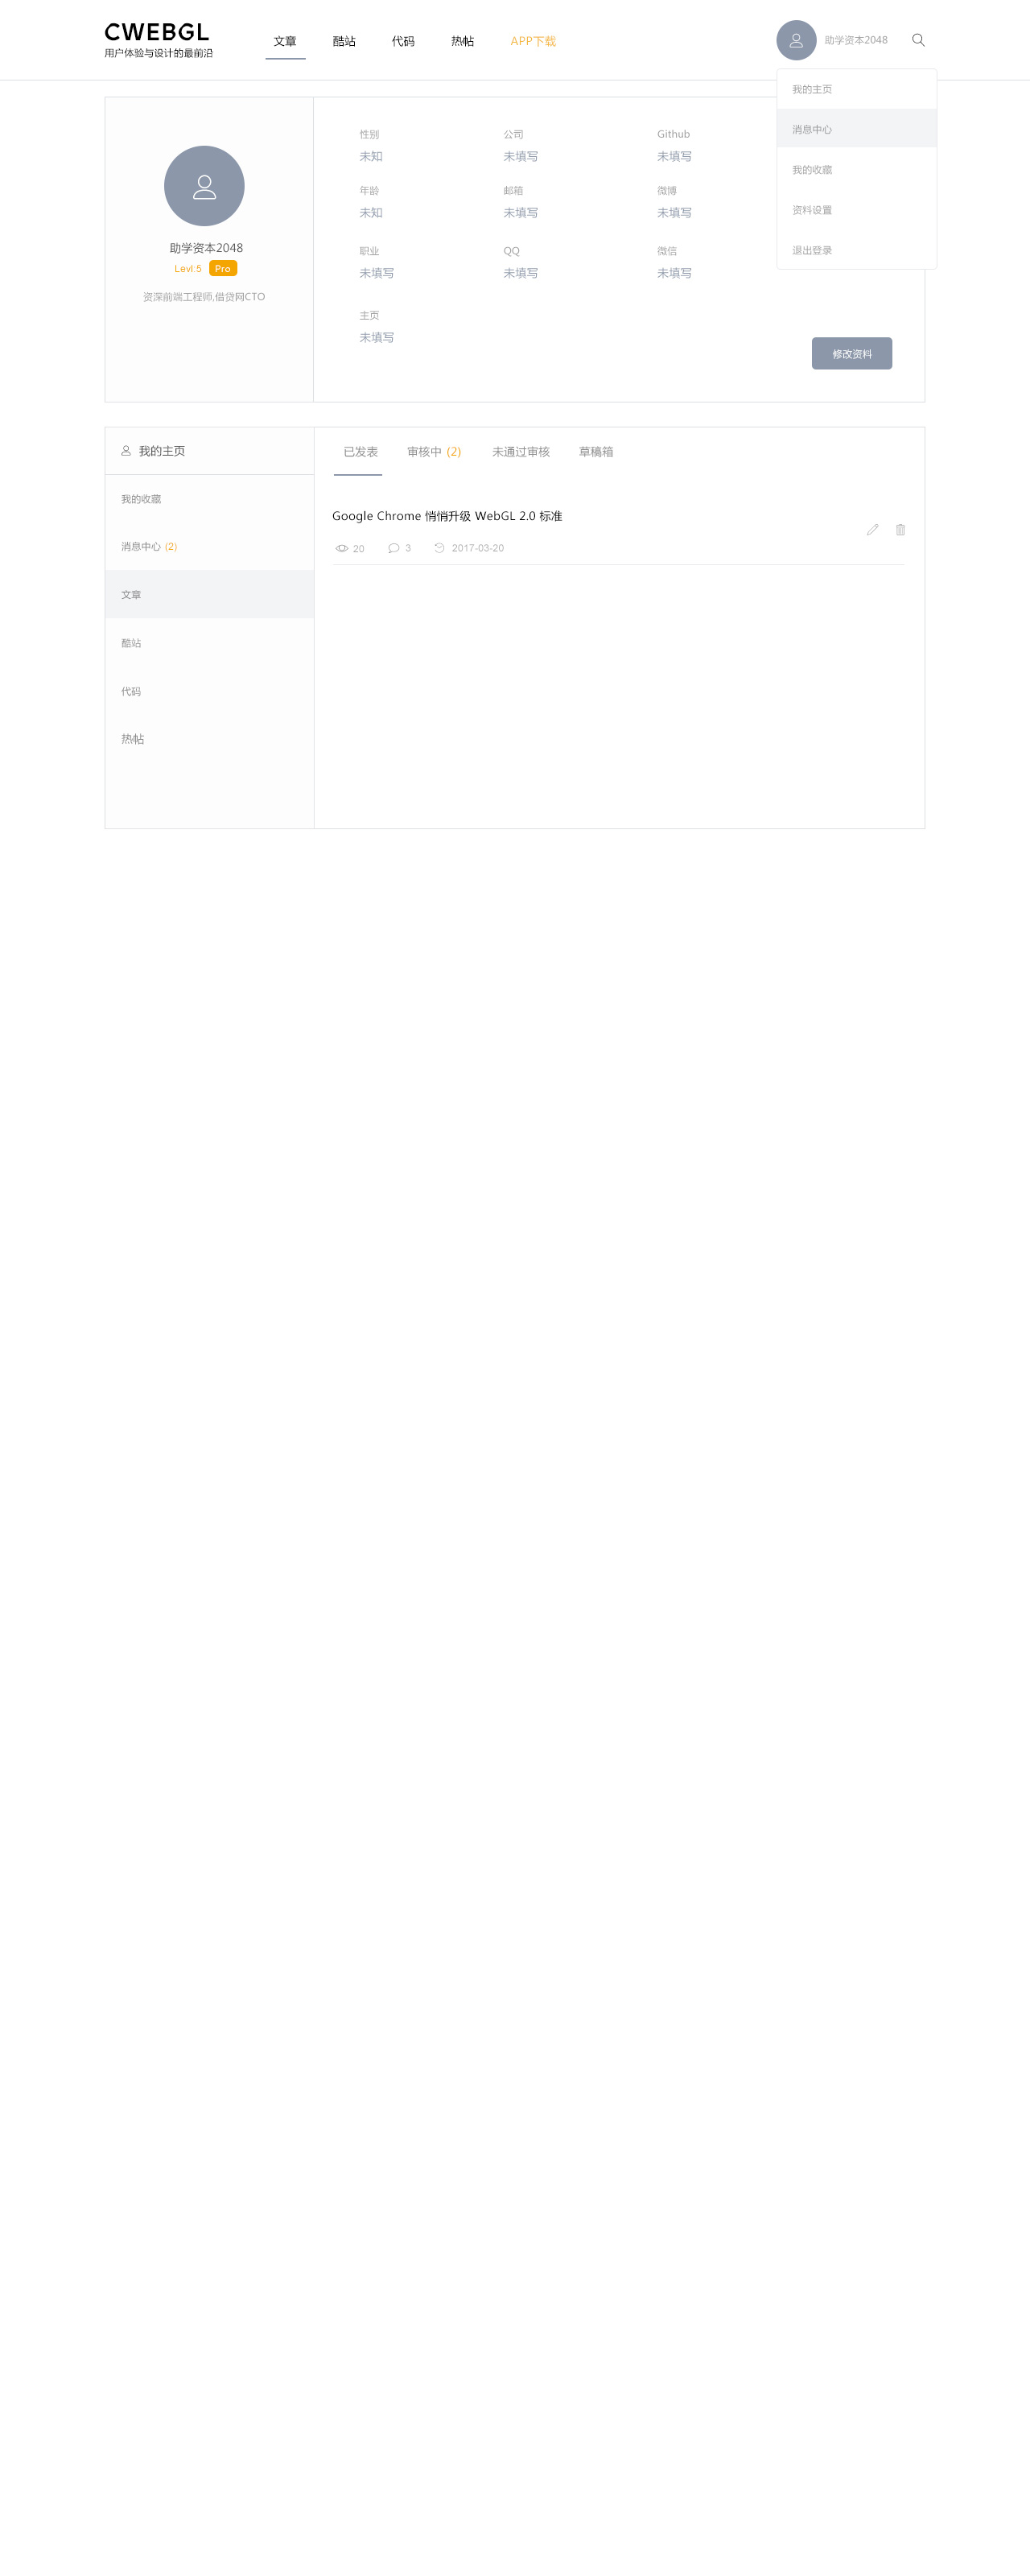 CWEBGL
用户体验与设计的最前沿
文章 酷站 代码 热帖 APP下载
助学资本2048
我的主页
消息中心
我的收藏
资料设置
退出登录
助学资本2048
Levl:5 Pro
资深前端工程师,借贷网CTO
性别 公司 Github
未知 未填写 未填写
年龄 邮箱 微博
未知 未填写 未填写
职业 QQ 微信
未填写 未填写 未填写
主页
未填写
修改资料
我的主页
我的收藏
消息中心 (2)
文章
酷站
代码
热帖
已发表 审核中 (2) 未通过审核 草稿箱
Google Chrome 悄悄升级 WebGL 2.0 标准
20 3 2017-03-20